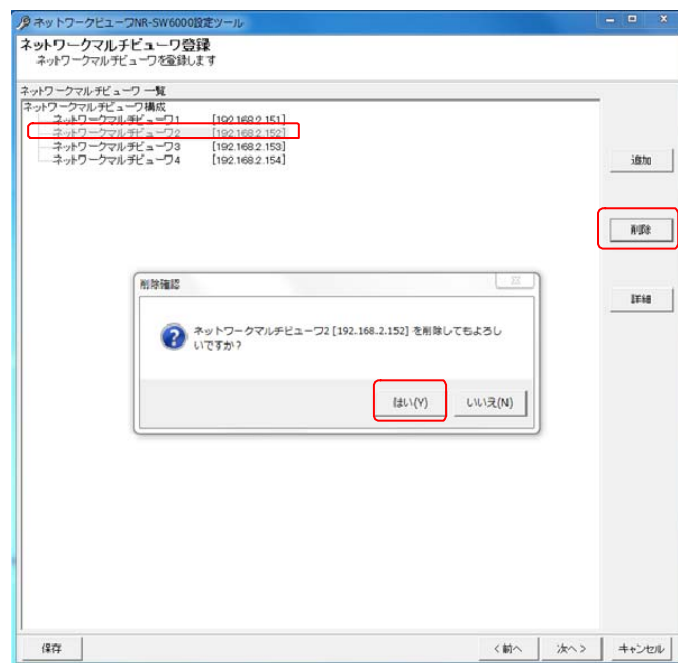 ネットワークビューワNR-SW6000設定ツール
ネットワークマルチビューワ登録
ネットワークマルチビューワを登録します
ネットワークマルチビューワ 一覧
ネットワークマルチビューワ構成
ネットワークマルチビューワ1 [192.168.2.151]
ネットワークマルチビューワ2 [192.168.2.152]
ネットワークマルチビューワ3 [192.168.2.153]
ネットワークマルチビューワ4 [192.168.2.154]
追加
削除
詳細
削除確認
ネットワークマルチビューワ2 [192.168.2.152] を削除してもよろし
いですか?
はい(Y) いいえ(N)
保存 <前へ 次へ> キャンセル